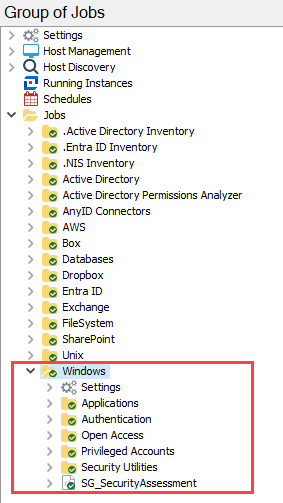 Group of Jobs
Settings
Host Management
Host Discovery
Running Instances
Schedules
Jobs
.Active Directory Inventory
.Entra ID Inventory
.NIS Inventory
Active Directory
Active Directory Permissions Analyzer
AnyID Connectors
AWS
Box
Databases
Dropbox
Entra ID
Exchange
FileSystem
SharePoint
Unix
Windows
Settings
Applications
Authentication
Open Access
Privileged Accounts
Security Utilities
SG_SecurityAssessment